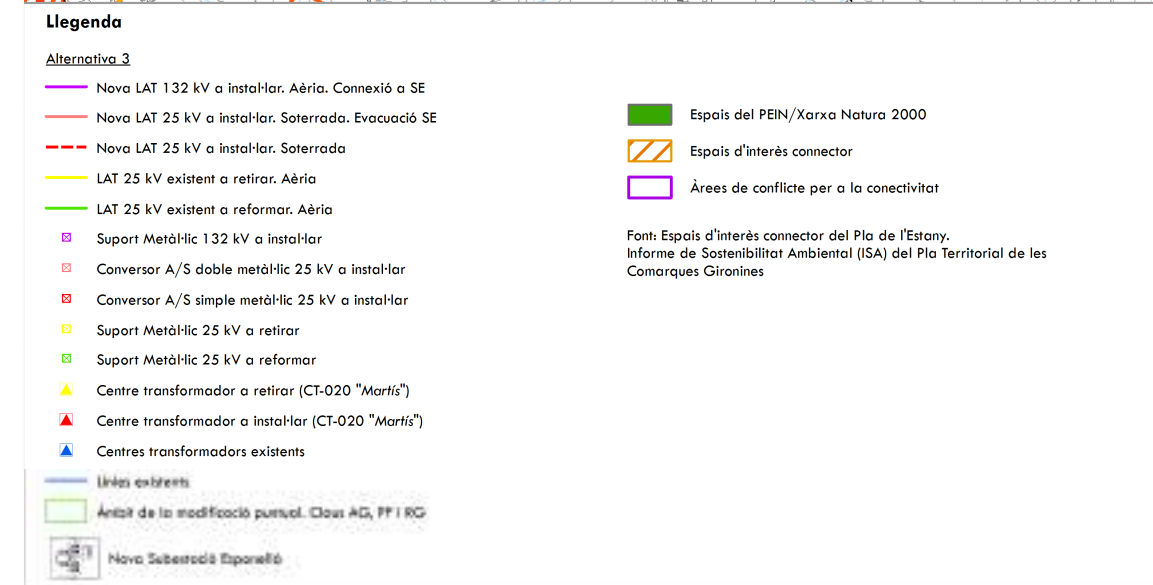 Llegenda
Alternativa 3
Nova LAT 132 kV a instal·lar. Aèria. Connexió a SE
Nova LAT 25 kV a instal·lar. Soterrada. Evacuació SE
Nova LAT 25 kV a instal·lar. Soterrada
LAT 25 kV existent a retirar. Aèria
LAT 25 kV existent a reformar. Aèria
Suport Metàl·lic 132 kV a instal·lar
Conversor A/S doble metàl·lic 25 kV a instal·lar
Conversor A/S simple metàl·lic 25 kV a instal·lar
Suport Metàl·lic 25 kV a retirar
Suport Metàl·lic 25 kV a reformar
Centre transformador a retirar (CT-020 "Martís")
Centre transformador a instal·lar (CT-020 "Martís")
Centres transformadors existents
Línies existents
Àmbit de la modificació puntual. Claus AG, PF i RG
Nova Subestació Esponellà
Espais del PEIN/Xarxa Natura 2000
Espais d'interès connector
Àrees de conflicte per a la conectivitat
Font: Espais d'interès connector del Pla de l'Estany.
Informe de Sostenibilitat Ambiental (ISA) del Pla Territorial de les
Comarques Gironines